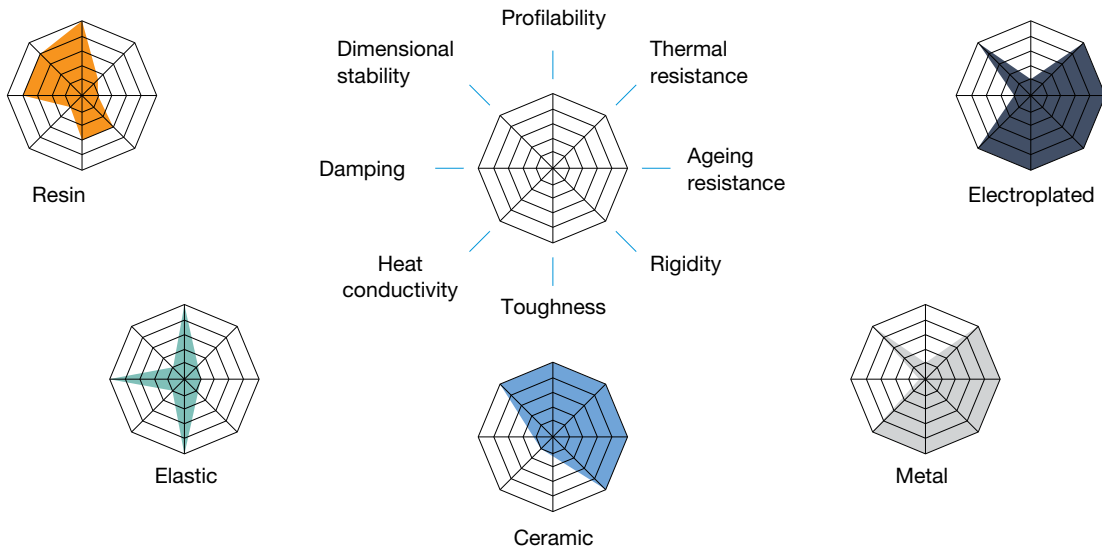 Profilability
Dimensional
stability
Thermal
resistance
Damping
Ageing
resistance
Resin
Electroplated
Heat
conductivity
Rigidity
Toughness
Elastic
Metal
Ceramic